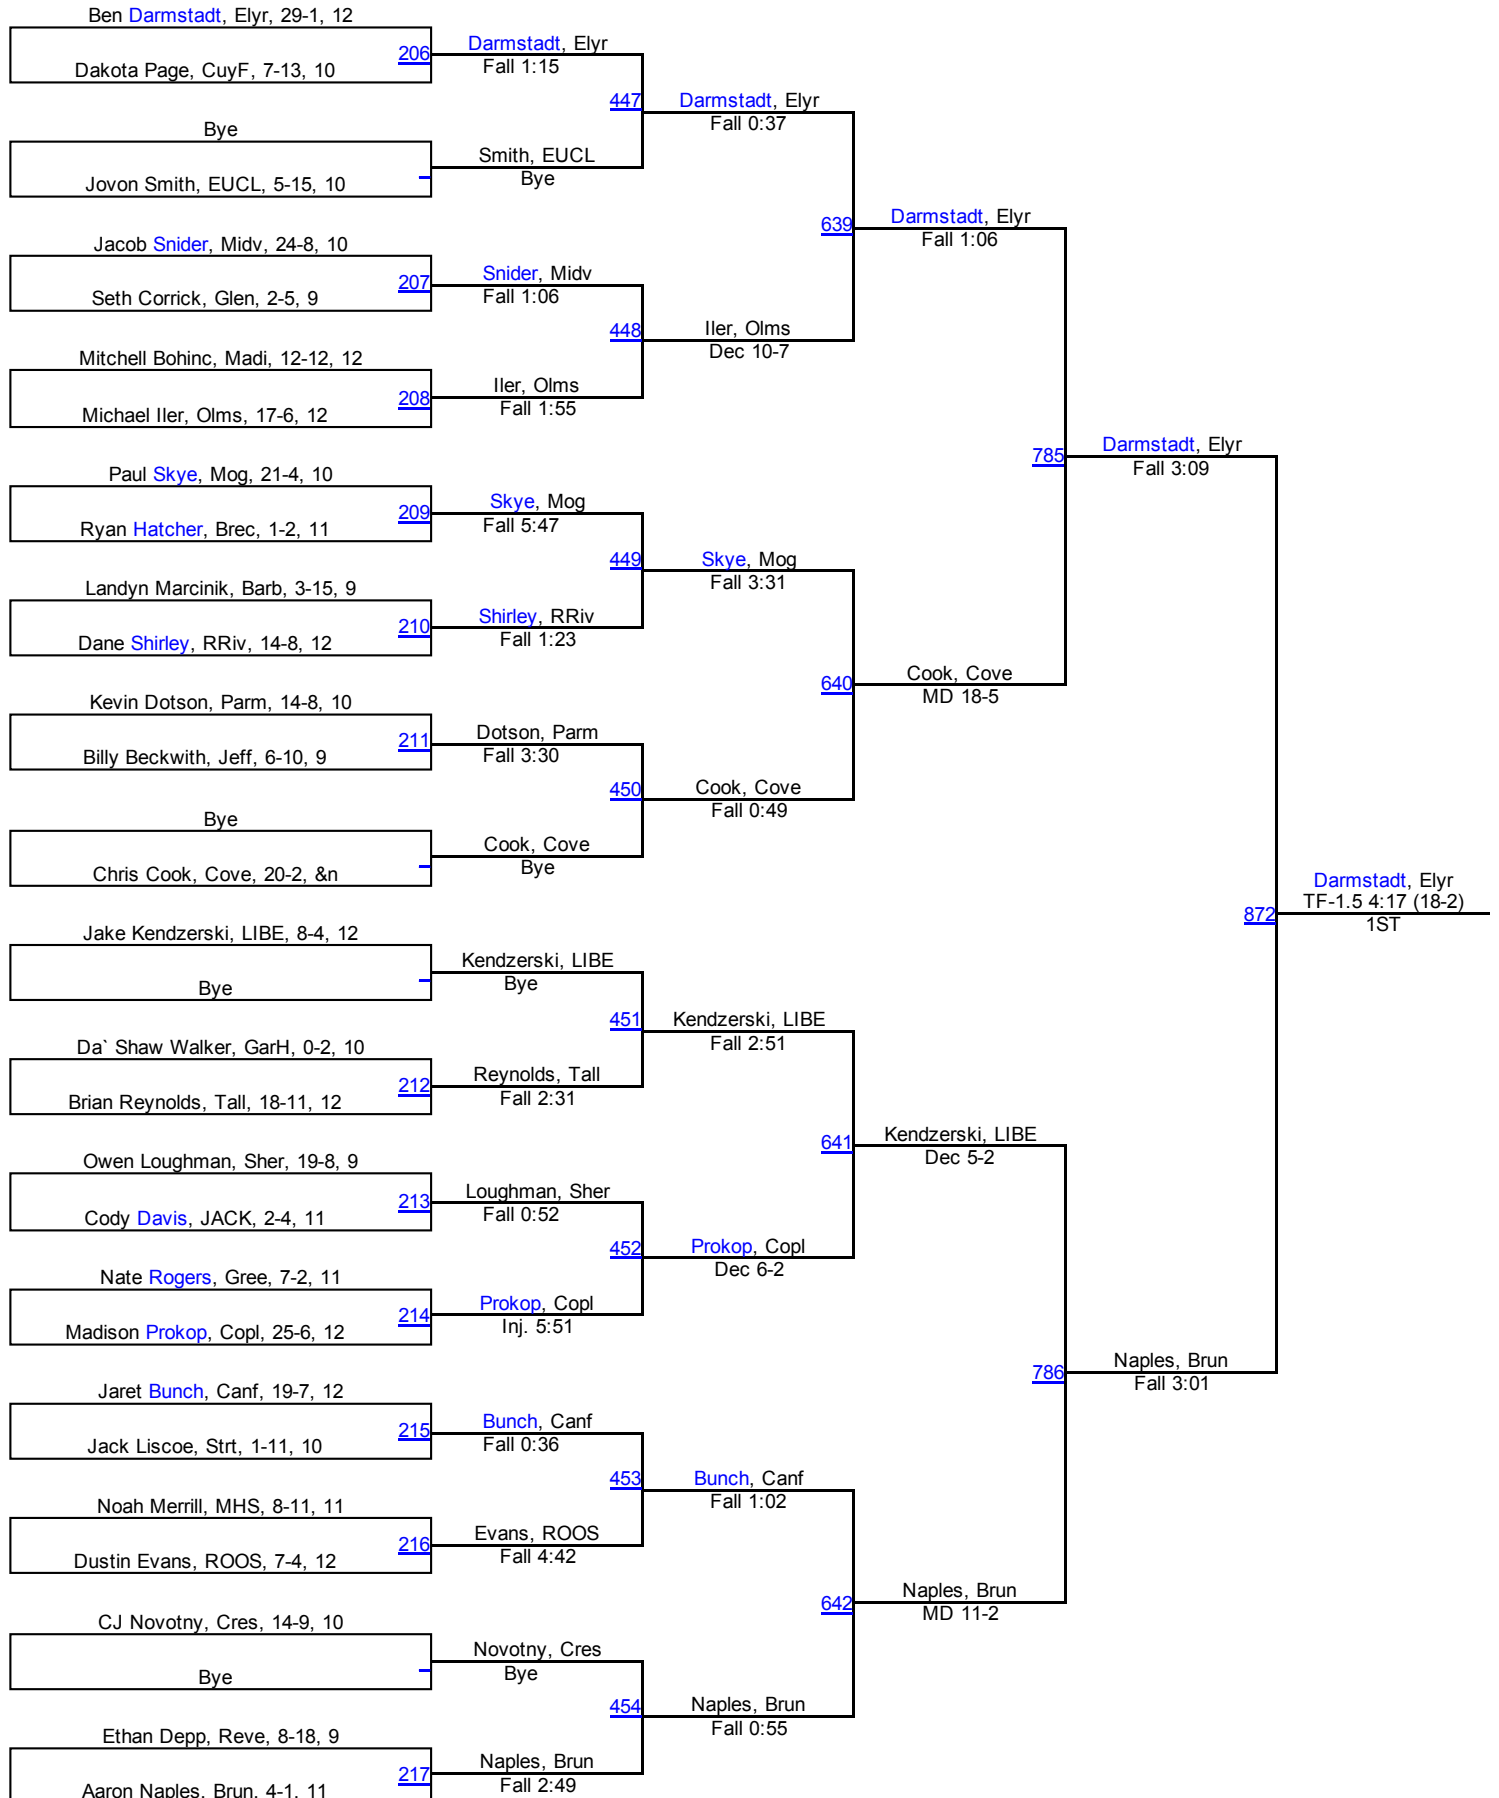 Ben Darmstadt, Elyr, 29-1, 12
206
Dakota Page, CuyF, 7-13, 10
Darmstadt, Elyr
Fall 1:15
Bye
Jovon Smith, EUCL, 5-15, 10
Smith, EUCL
Bye
447
Darmstadt, Elyr
Fall 0:37
Jacob Snider, Midv, 24-8, 10
207
Seth Corrick, Glen, 2-5, 9
Snider, Midv
Fall 1:06
Mitchell Bohinc, Madi, 12-12, 12
208
Michael Iler, Olms, 17-6, 12
Iler, Olms
Fall 1:55
448
Iler, Olms
Dec 10-7
639
Darmstadt, Elyr
Fall 1:06
Paul Skye, Mog, 21-4, 10
209
Ryan Hatcher, Brec, 1-2, 11
Skye, Mog
Fall 5:47
Landyn Marcinik, Barb, 3-15, 9
210
Dane Shirley, RRiv, 14-8, 12
Shirley, RRiv
Fall 1:23
449
Skye, Mog
Fall 3:31
Kevin Dotson, Parm, 14-8, 10
211
Billy Beckwith, Jeff, 6-10, 9
Dotson, Parm
Fall 3:30
Bye
Chris Cook, Cove, 20-2, &n
Cook, Cove
Bye
450
Cook, Cove
Fall 0:49
640
Cook, Cove
MD 18-5
785
Darmstadt, Elyr
Fall 3:09
Jake Kendzerski, LIBE, 8-4, 12
Bye
Kendzerski, LIBE
Bye
Da` Shaw Walker, GarH, 0-2, 10
212
Brian Reynolds, Tall, 18-11, 12
Reynolds, Tall
Fall 2:31
451
Kendzerski, LIBE
Fall 2:51
Owen Loughman, Sher, 19-8, 9
213
Cody Davis, JACK, 2-4, 11
Loughman, Sher
Fall 0:52
Nate Rogers, Gree, 7-2, 11
214
Madison Prokop, Copl, 25-6, 12
Prokop, Copl
Inj. 5:51
452
Prokop, Copl
Dec 6-2
641
Kendzerski, LIBE
Dec 5-2
Jaret Bunch, Canf, 19-7, 12
215
Jack Liscoe, Strt, 1-11, 10
Bunch, Canf
Fall 0:36
Noah Merrill, MHS, 8-11, 11
216
Dustin Evans, ROOS, 7-4, 12
Evans, ROOS
Fall 4:42
453
Bunch, Canf
Fall 1:02
CJ Novotny, Cres, 14-9, 10
Bye
Novotny, Cres
Bye
Ethan Depp, Reve, 8-18, 9
217
Aaron Naples, Brun, 4-1, 11
Naples, Brun
Fall 2:49
454
Naples, Brun
Fall 0:55
642
Naples, Brun
MD 11-2
786
Naples, Brun
Fall 3:01
872
Darmstadt, Elyr
TF-1.5 4:17 (18-2)
1ST